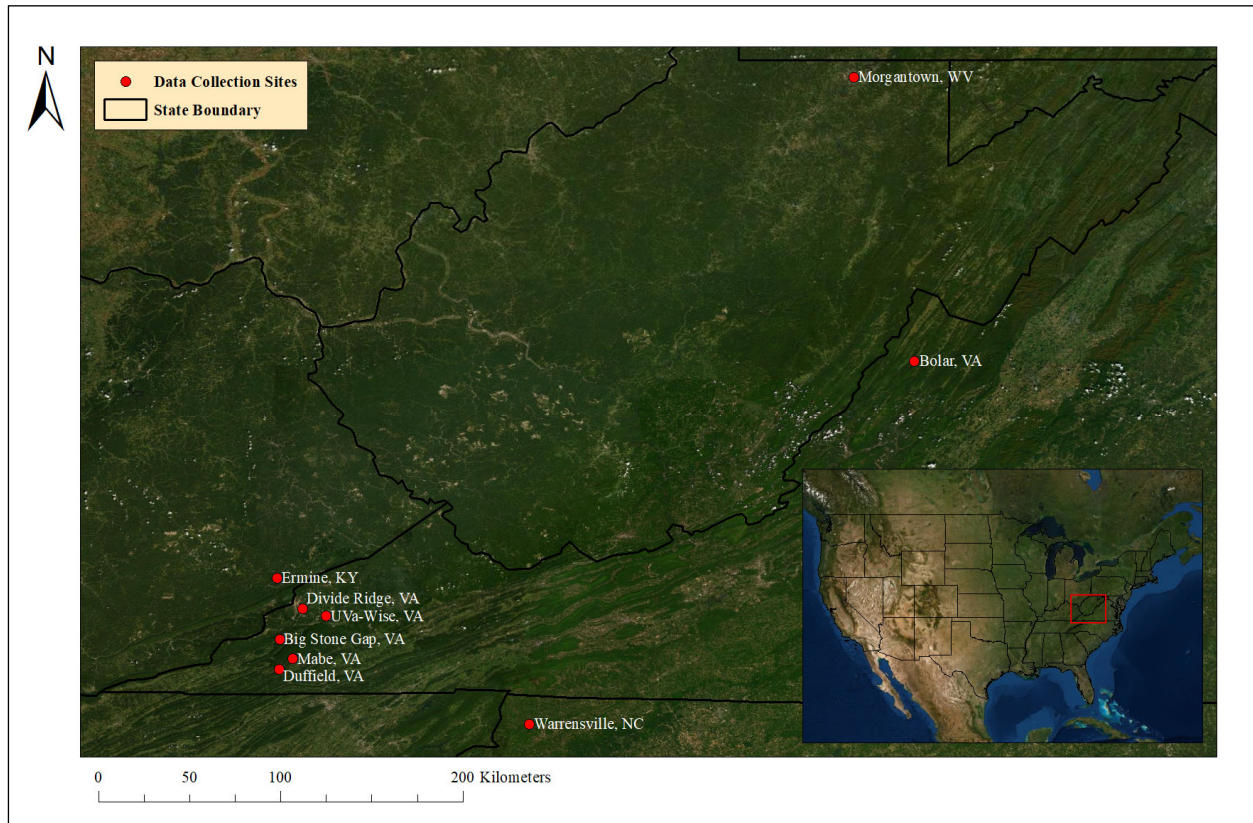 N
Data Collection Sites
State Boundary
Morgantown, WV
Bolar, VA
Ermine, KY
Divide Ridge, VA
UVa-Wise, VA
Big Stone Gap, VA
Mabe, VA
Duffield, VA
Warrensville, NC
0 50 100 200 Kilometers